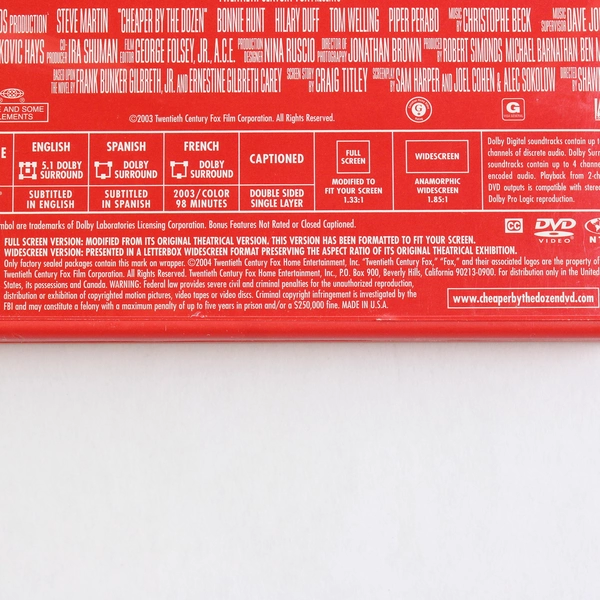 OS PRODUCTION STEVE MARTIN "CHEAPER BY THE DOZEN" BONNIE HUNT HILARY DUFF TOM WELLING PIPER PERABO MUSIC BY CHRISTOPHE BECK MUSIC SUPERVISION DAVE JO
KOVIC HAYS CO-PRODUCER IRA SHUMAN FILM EDITOR GEORGE FOLSEY, JR., A.C.E. PRODUCTION DESIGNER NINA RUSCIO DIRECTOR OF PHOTOGRAPHY JONATHAN BROWN PRODUCED BY ROBERT SIMONDS MICHAEL BARNATHAN BEN M
BASED UPON THE NOVEL BY FRANK BUNKER GILBRETH, JR. AND ERNESTINE GILBRETH CAREY SCREEN STORY BY CRAIG TITLEY SCREENPLAY BY SAM HARPER AND JOEL COHEN & ALEC SOKOLOW DIRECTED BY SHAWN
E AND SOME
LEMENTS
©2003 Twentieth Century Fox Film Corporation. All Rights Reserved.
G
E
ENGLISH
5.1 DOLBY
SURROUND
SUBTITLED
IN ENGLISH
SPANISH
DOLBY
SURROUND
SUBTITLED
IN SPANISH
FRENCH
DOLBY
SURROUND
2003/COLOR
98 MINUTES
CAPTIONED
DOUBLE SIDED
SINGLE LAYER
FULL
SCREEN
MODIFIED TO
FIT YOUR SCREEN
1.33:1
WIDESCREEN
ANAMORPHIC
WIDESCREEN
1.85:1
Dolby Digital soundtracks contain up t
channels of discrete audio. Dolby Surr
soundtracks contain up to 4 channe
encoded audio. Playback from 2-cha
DVD outputs is compatible with stere
Dolby Pro Logic reproduction.
mbol are trademarks of Dolby Laboratories Licensing Corporation. Bonus Features Not Rated or Closed Captioned.
CC DVD VIDEO NT
FULL SCREEN VERSION: MODIFIED FROM ITS ORIGINAL THEATRICAL VERSION, THIS VERSION HAS BEEN FORMATTED TO FIT YOUR SCREEN.
WIDESCREEN VERSION: PRESENTED IN A LETTERBOX WIDESCREEN FORMAT PRESERVING THE ASPECT RATIO OF ITS ORIGINAL THEATRICAL EXHIBITION.
Only factory sealed packages contain this mark on wrapper. ©2004 Twentieth Century Fox Home Entertainment, Inc. "Twentieth Century Fox," "Fox," and their associated logos are the property of
Twentieth Century Fox Film Corporation. All Rights Reserved. Twentieth Century Fox Home Entertainment, Inc., P.O. Box 900, Beverly Hills, California 90213-0900. For distribution only in the United
States, its possessions and Canada. WARNING: Federal law provides severe civil and criminal penalties for the unauthorized reproduction,
distribution or exhibition of copyrighted motion pictures, video tapes or video discs. Criminal copyright infringement is investigated by the
FBI and may constitute a felony with a maximum penalty of up to five years in prison and/or a $250,000 fine. MADE IN U.S.A.
www.cheaperbythedozendvd.com